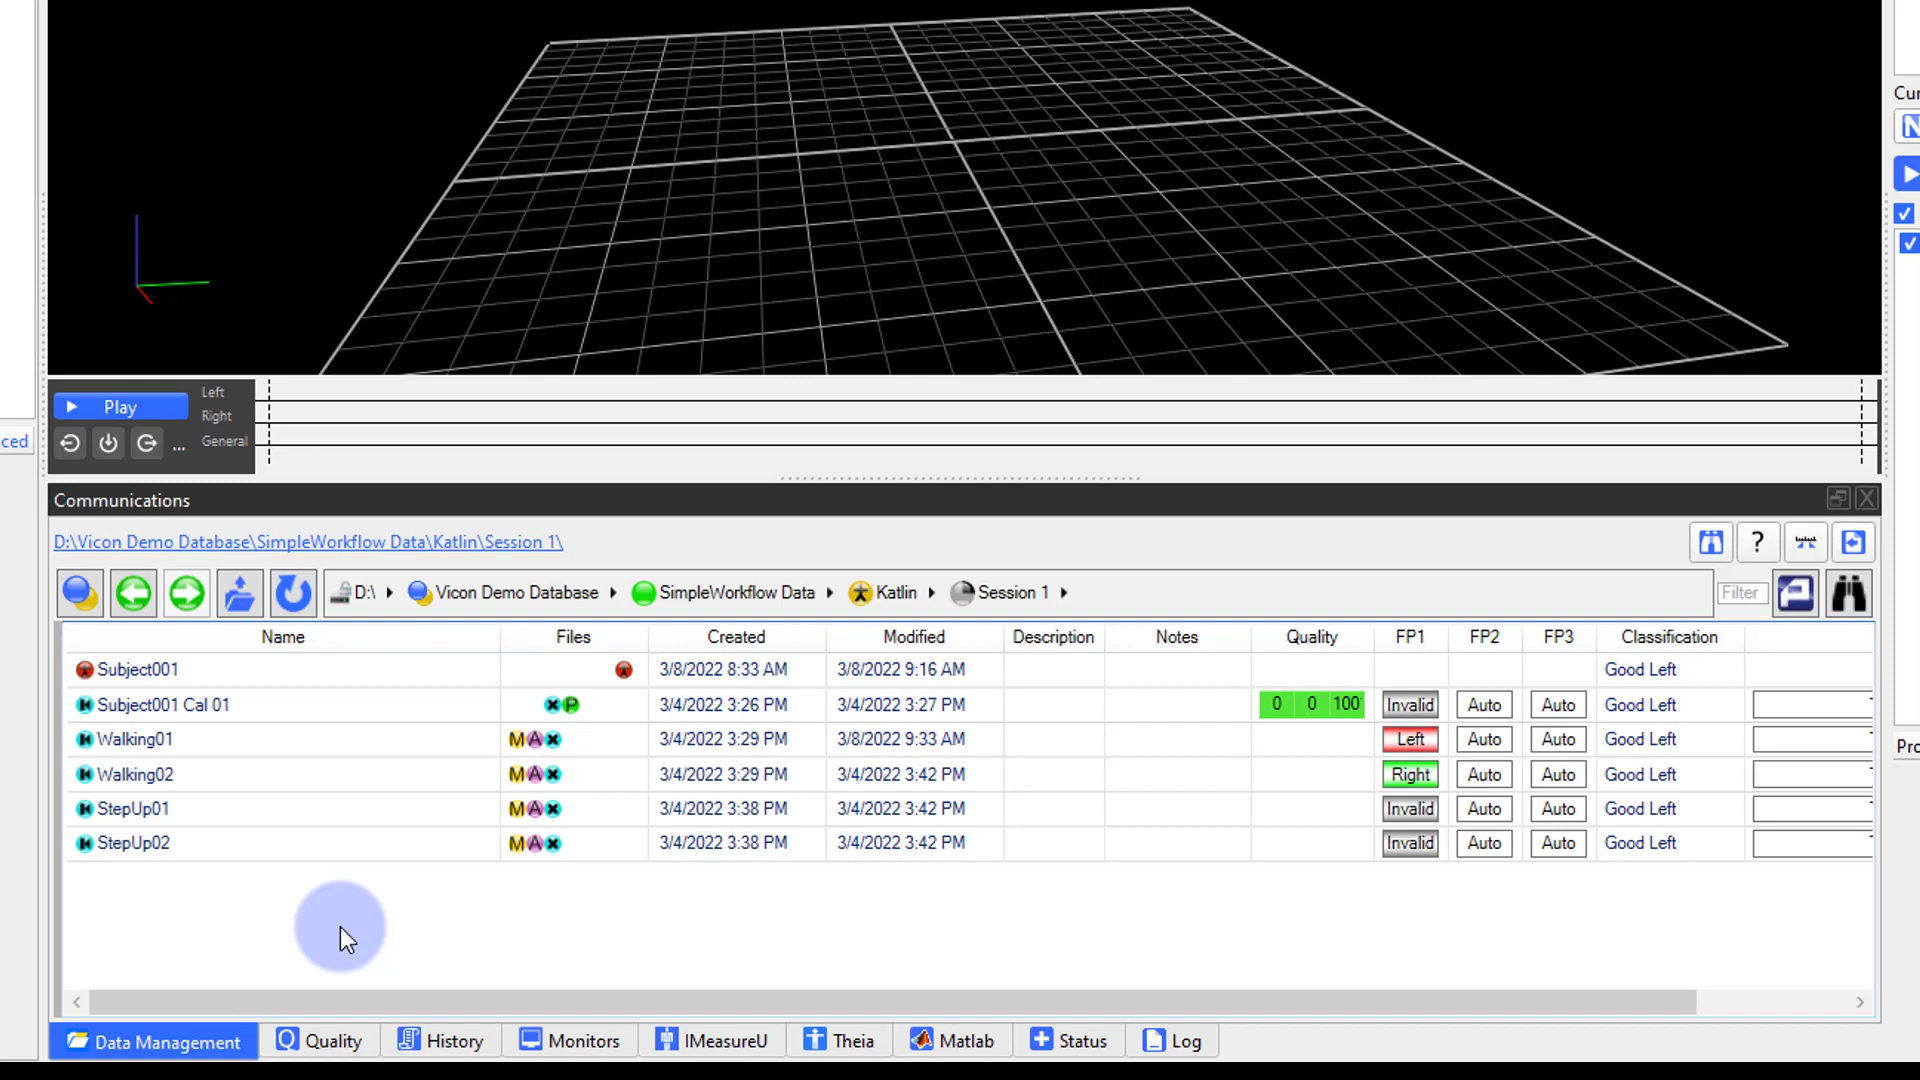 Cur
ced
Play
Left
Right
General
...
Communications
D:\Vicon Demo Database\SimpleWorkflow Data\Katlin\Session 1\
?
D:\ Vicon Demo Database SimpleWorkflow Data Katlin Session 1 Filter
Name Files Created Modified Description Notes Quality FP1 FP2 FP3 Classification
Subject001 3/8/2022 8:33 AM 3/8/2022 9:16 AM Good Left
Subject001 Cal 01 P 3/4/2022 3:26 PM 3/4/2022 3:27 PM 0 0 100 Invalid Auto Auto Good Left
Walking01 M A 3/4/2022 3:29 PM 3/8/2022 9:33 AM Left Auto Auto Good Left
Walking02 M A 3/4/2022 3:29 PM 3/4/2022 3:42 PM Right Auto Auto Good Left
StepUp01 M A 3/4/2022 3:38 PM 3/4/2022 3:42 PM Invalid Auto Auto Good Left
StepUp02 M A 3/4/2022 3:38 PM 3/4/2022 3:42 PM Invalid Auto Auto Good Left
Prc
Data Management Quality History Monitors IMeasureU Theia Matlab Status Log